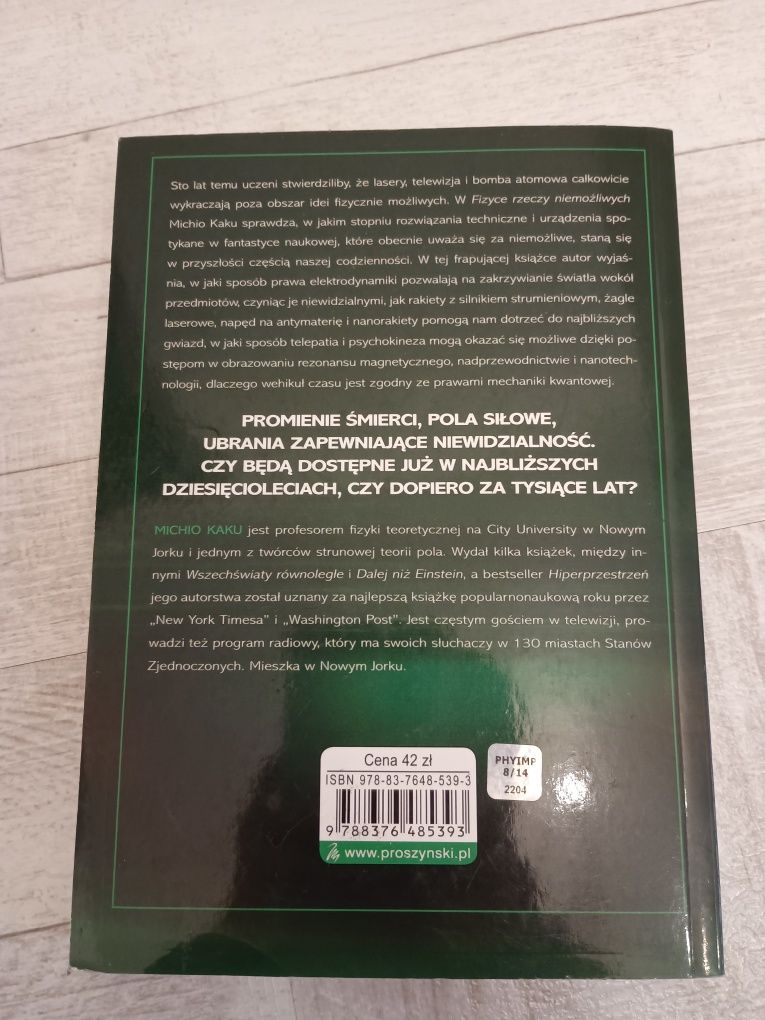 Sto lat temu uczeni stwierdziliby, że lasery, telewizja i bomba atomowa całkowicie
wykraczają poza obszar idei fizycznie możliwych. W Fizyce rzeczy niemożliwych
Michio Kaku sprawdza, w jakim stopniu rozwiązania techniczne i urządzenia spo-
tykane w fantastyce naukowej, które obecnie uważa się za niemożliwe, staną się
w przyszłości częścią naszej codzienności. W tej frapującej książce autor wyjaś-
nia, w jaki sposób prawa elektrodynamiki pozwalają na zakrzywianie światła wokół
przedmiotów, czyniąc je niewidzialnymi, jak rakiety z silnikiem strumieniowym, żagle
laserowe, napęd na antymaterię i nanorakiety pomogą nam dotrzeć do najbliższych
gwiazd, w jaki sposób telepatia i psychokineza mogą okazać się możliwe dzięki po-
stępom w obrazowaniu rezonansu magnetycznego, nadprzewodnictwie i nanotech-
nologii, dlaczego wehikuł czasu jest zgodny ze prawami mechaniki kwantowej.
PROMIENIE ŚMIERCI, POLA SIŁOWE,
UBRANIA ZAPEWNIAJĄCE NIEWIDZIALNOŚĆ.
CZY BĘDĄ DOSTĘPNE JUŻ W NAJBLIŻSZYCH
DZIESIĘCIOLECIACH, CZY DOPIERO ZA TYSIĄCE LAT?
MICHIO KAKU jest profesorem fizyki teoretycznej na City University w Nowym
Jorku i jednym z twórców strunowej teorii pola. Wydał kilka książek, między in-
nymi Wszechświaty równoległe i Dalej niż Einstein, a bestseller Hiperprzestrzeń
jego autorstwa został uznany za najlepszą książkę popularnonaukową roku przez
„New York Timesa” i „Washington Post”. Jest częstym gościem w telewizji, pro-
wadzi też program radiowy, który ma swoich słuchaczy w 130 miastach Stanów
Zjednoczonych. Mieszka w Nowym Jorku.
Cena 42 zł
ISBN 978-83-7648-539-3
9 788376 485393
www.proszynski.pl
PHYIMP
8/14
2204